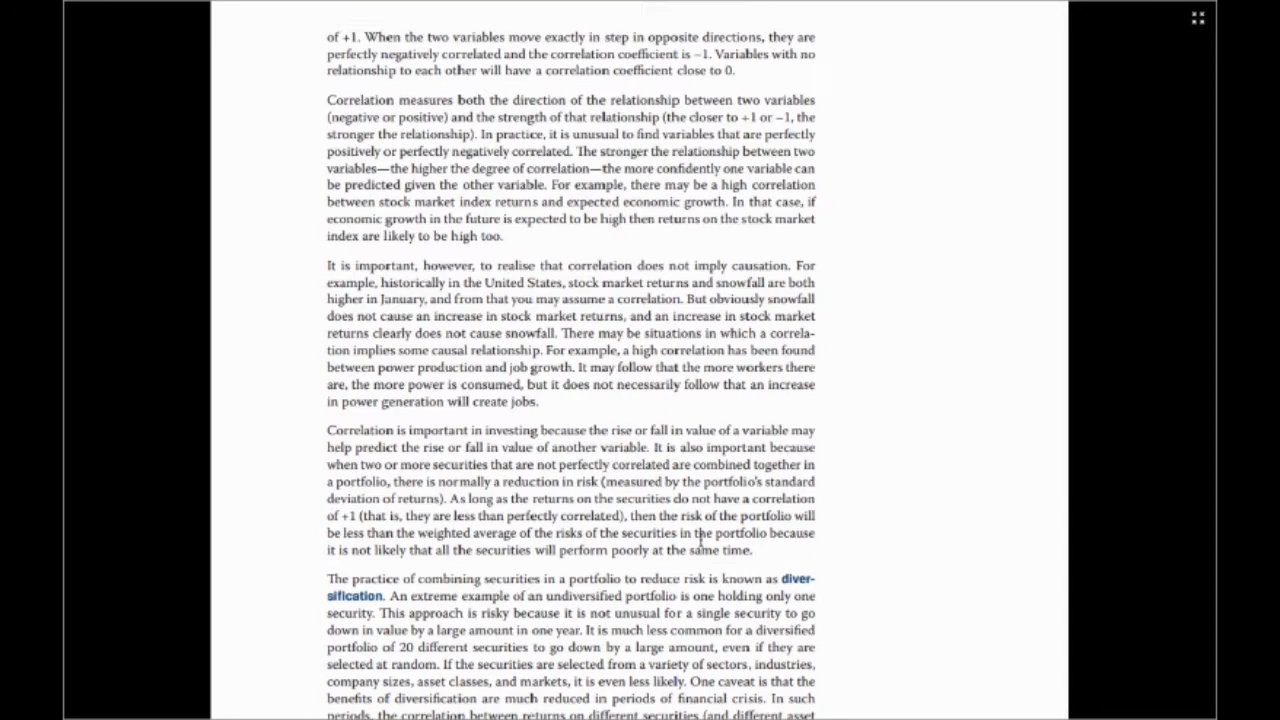 of +1. When the two variables move exactly in step in opposite directions, they are
perfectly negatively correlated and the correlation coefficient is −1. Variables with no
relationship to each other will have a correlation coefficient close to 0.
Correlation measures both the direction of the relationship between two variables
(negative or positive) and the strength of that relationship (the closer to +1 or −1, the
stronger the relationship). In practice, it is unusual to find variables that are perfectly
positively or perfectly negatively correlated. The stronger the relationship between two
variables—the higher the degree of correlation—the more confidently one variable can
be predicted given the other variable. For example, there may be a high correlation
between stock market index returns and expected economic growth. In that case, if
economic growth in the future is expected to be high then returns on the stock market
index are likely to be high too.
It is important, however, to realise that correlation does not imply causation. For
example, historically in the United States, stock market returns and snowfall are both
higher in January, and from that you may assume a correlation. But obviously snowfall
does not cause an increase in stock market returns, and an increase in stock market
returns clearly does not cause snowfall. There may be situations in which a correla-
tion implies some causal relationship. For example, a high correlation has been found
between power production and job growth. It may follow that the more workers there
are, the more power is consumed, but it does not necessarily follow that an increase
in power generation will create jobs.
Correlation is important in investing because the rise or fall in value of a variable may
help predict the rise or fall in value of another variable. It is also important because
when two or more securities that are not perfectly correlated are combined together in
a portfolio, there is normally a reduction in risk (measured by the portfolio's standard
deviation of returns). As long as the returns on the securities do not have a correlation
of +1 (that is, they are less than perfectly correlated), then the risk of the portfolio will
be less than the weighted average of the risks of the securities in the portfolio because
it is not likely that all the securities will perform poorly at the same time.
The practice of combining securities in a portfolio to reduce risk is known as diver-
sification. An extreme example of an undiversified portfolio is one holding only one
security. This approach is risky because it is not unusual for a single security to go
down in value by a large amount in one year. It is much less common for a diversified
portfolio of 20 different securities to go down by a large amount, even if they are
selected at random. If the securities are selected from a variety of sectors, industries,
company sizes, asset classes, and markets, it is even less likely. One caveat is that the
benefits of diversification are much reduced in periods of financial crisis. In such
periods, the correlation between returns on different securities (and different asset